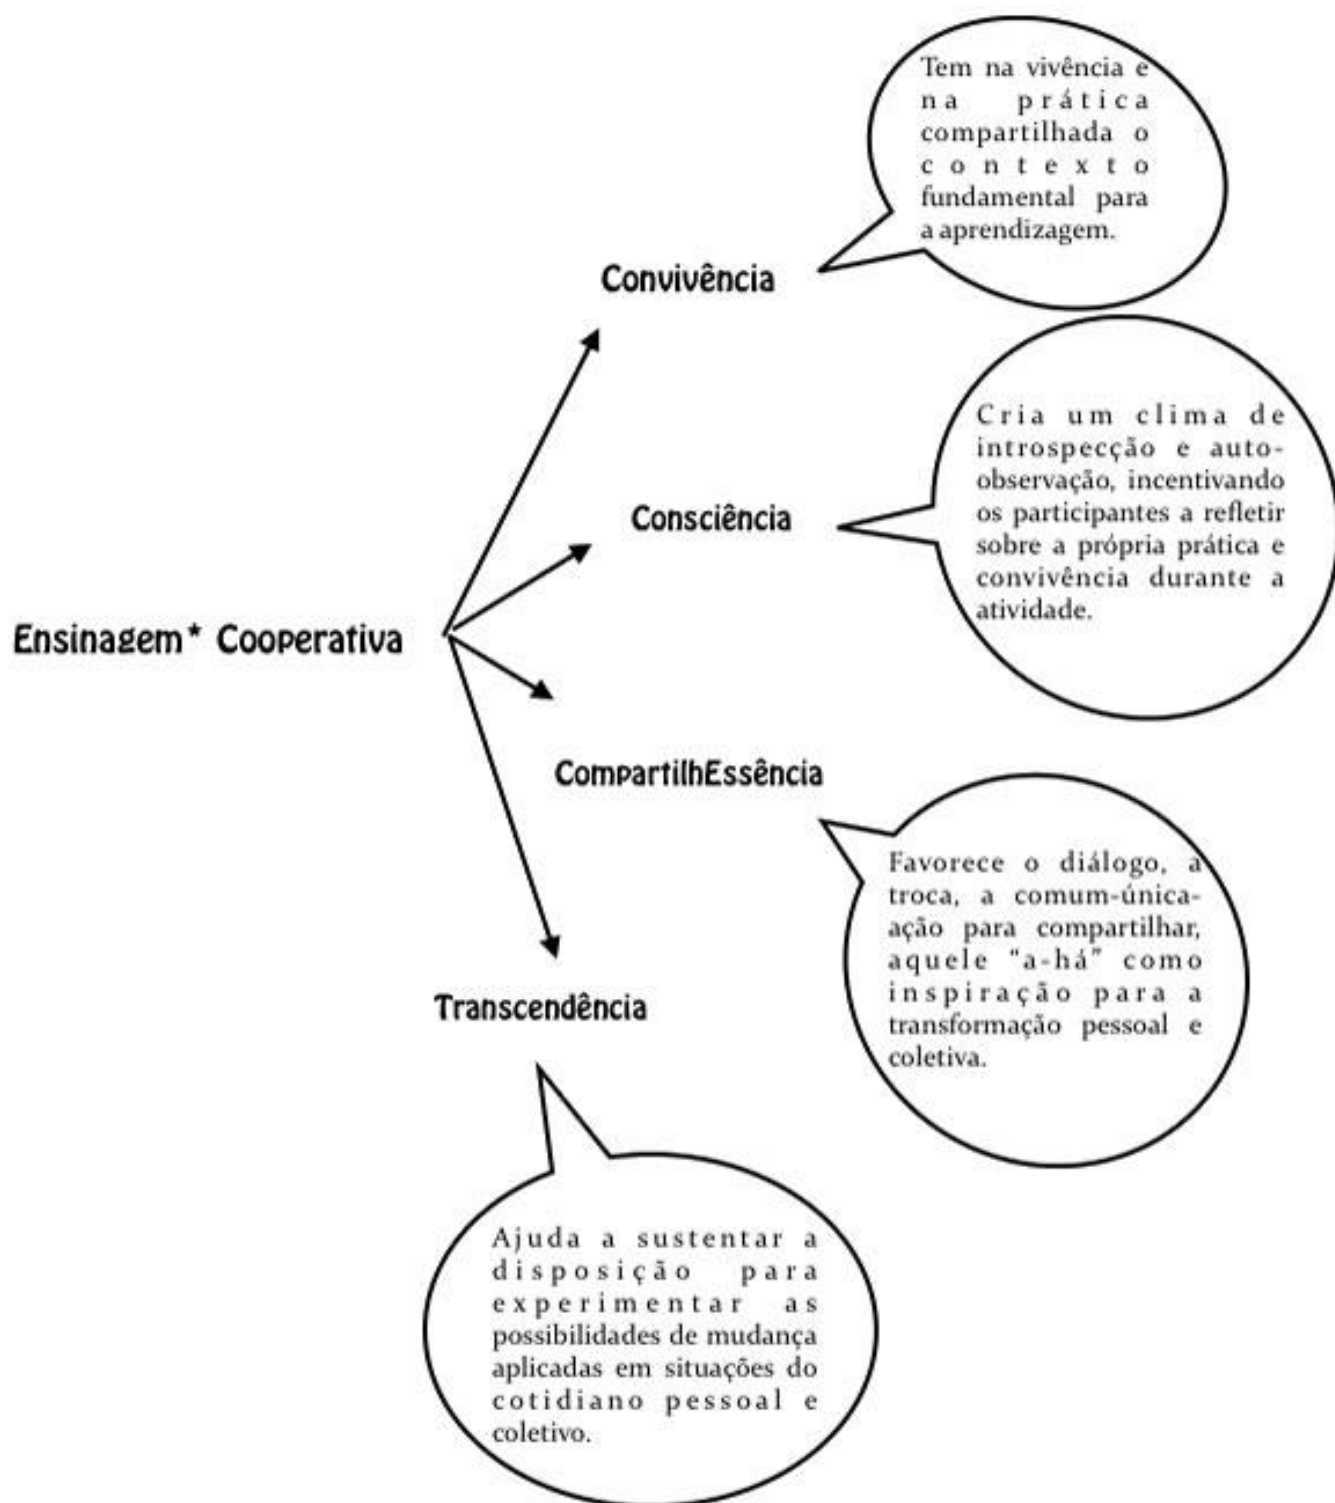 Tem na vivência e
na prática
compartilhada o
contexto
fundamental para
a aprendizagem.
Convivência
Cria um clima de
introspecção e auto-
observação, incentivando
os participantes a refletir
sobre a própria prática e
convivência durante a
atividade.
Consciência
Ensinagem* Cooperativa
CompartilhEssência
Favorece o diálogo, a
troca, a comum-única-
ação para compartilhar,
aquele “a-há” como
inspiração para a
transformação pessoal e
coletiva.
Transcendência
Ajuda a sustentar a
disposição para
experimentar as
possibilidades de mudança
aplicadas em situações do
cotidiano pessoal e
coletivo.